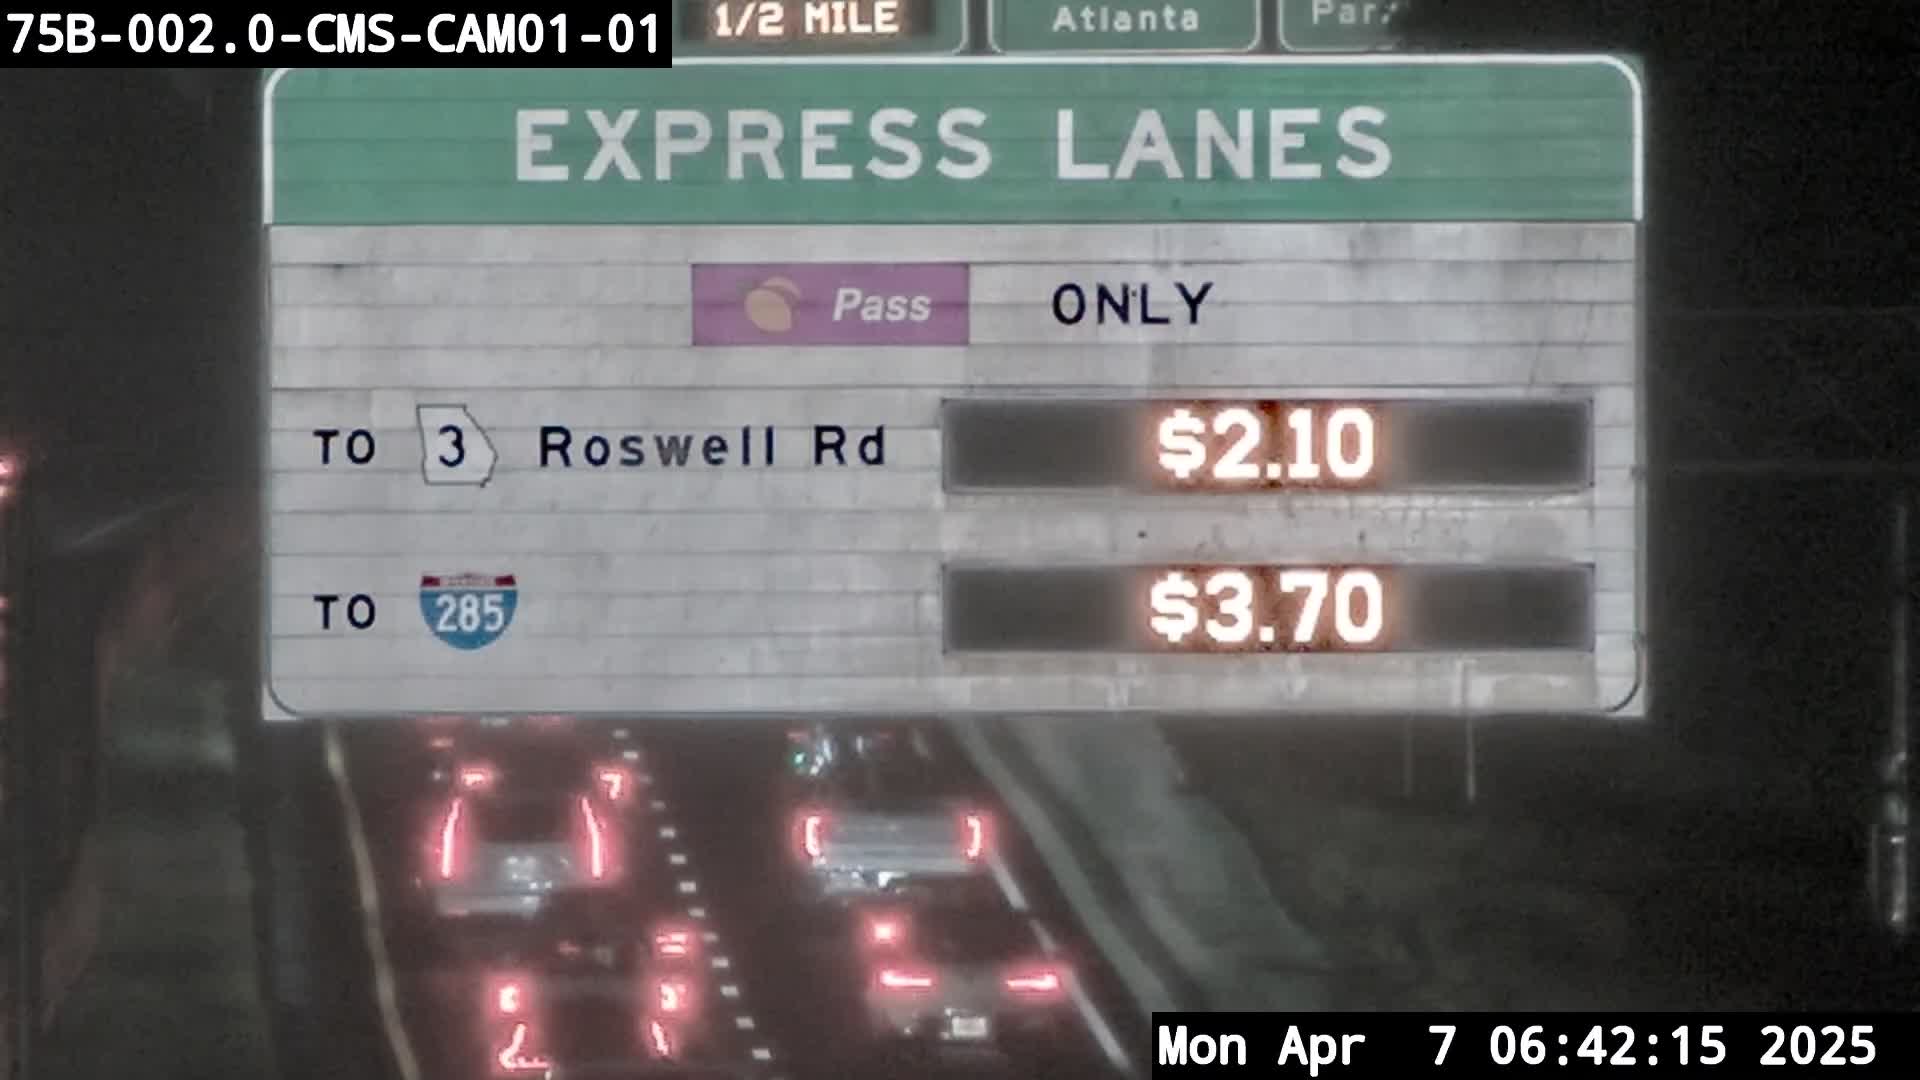 75B-002.0-CMS-CAM01-01
1/2 MILE
Atlanta
EXPRESS LANES
Pass ONLY
TO 3 Roswell Rd $2.10
TO 285 $3.70
Mon Apr 7 06:42:15 2025